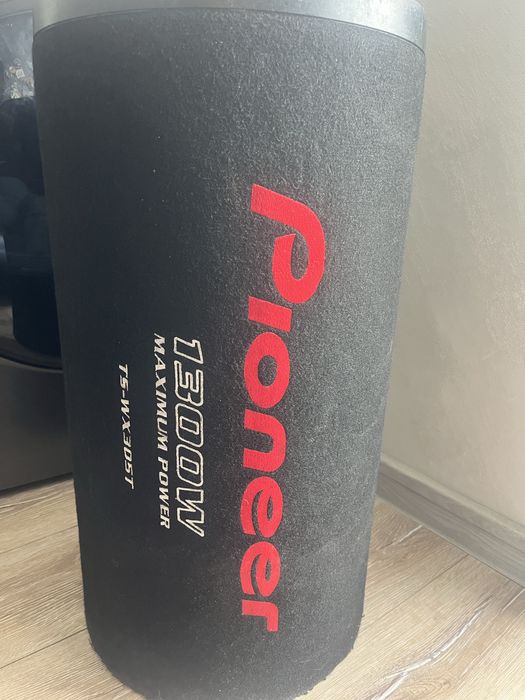 Pioneer
1300W
MAXIMUM POWER
TS-WX305T